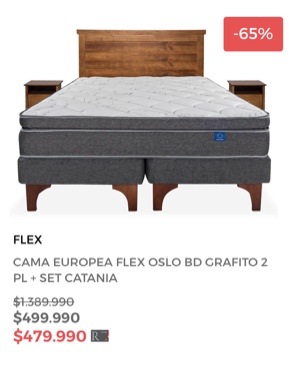 -65%
FLEX
CAMA EUROPEA FLEX OSLO BD GRAFITO 2
PL + SET CATANIA
$1.389.990
$499.990
$479.990